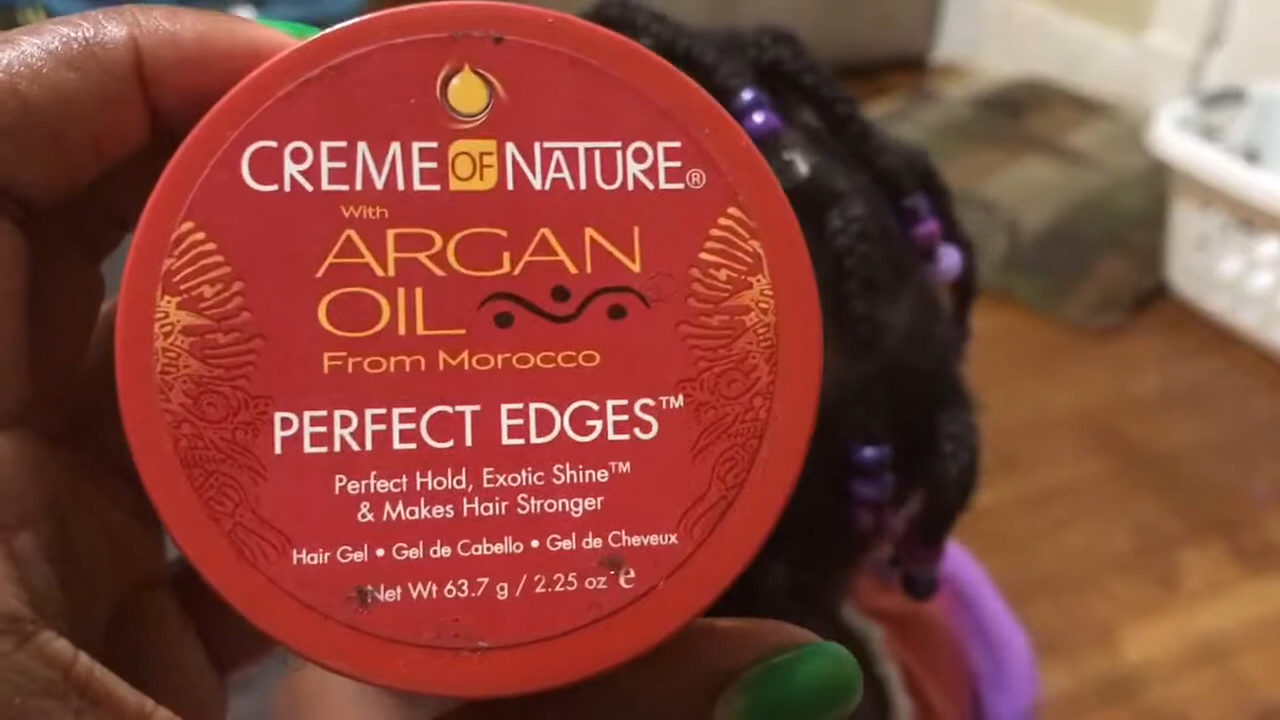 CREME OF NATURE®
With
ARGAN
OIL
From Morocco
PERFECT EDGES™
Perfect Hold, Exotic Shine™
& Makes Hair Stronger
Hair Gel • Gel de Cabello • Gel de Cheveux
Net Wt 63.7 g / 2.25 oz ℮